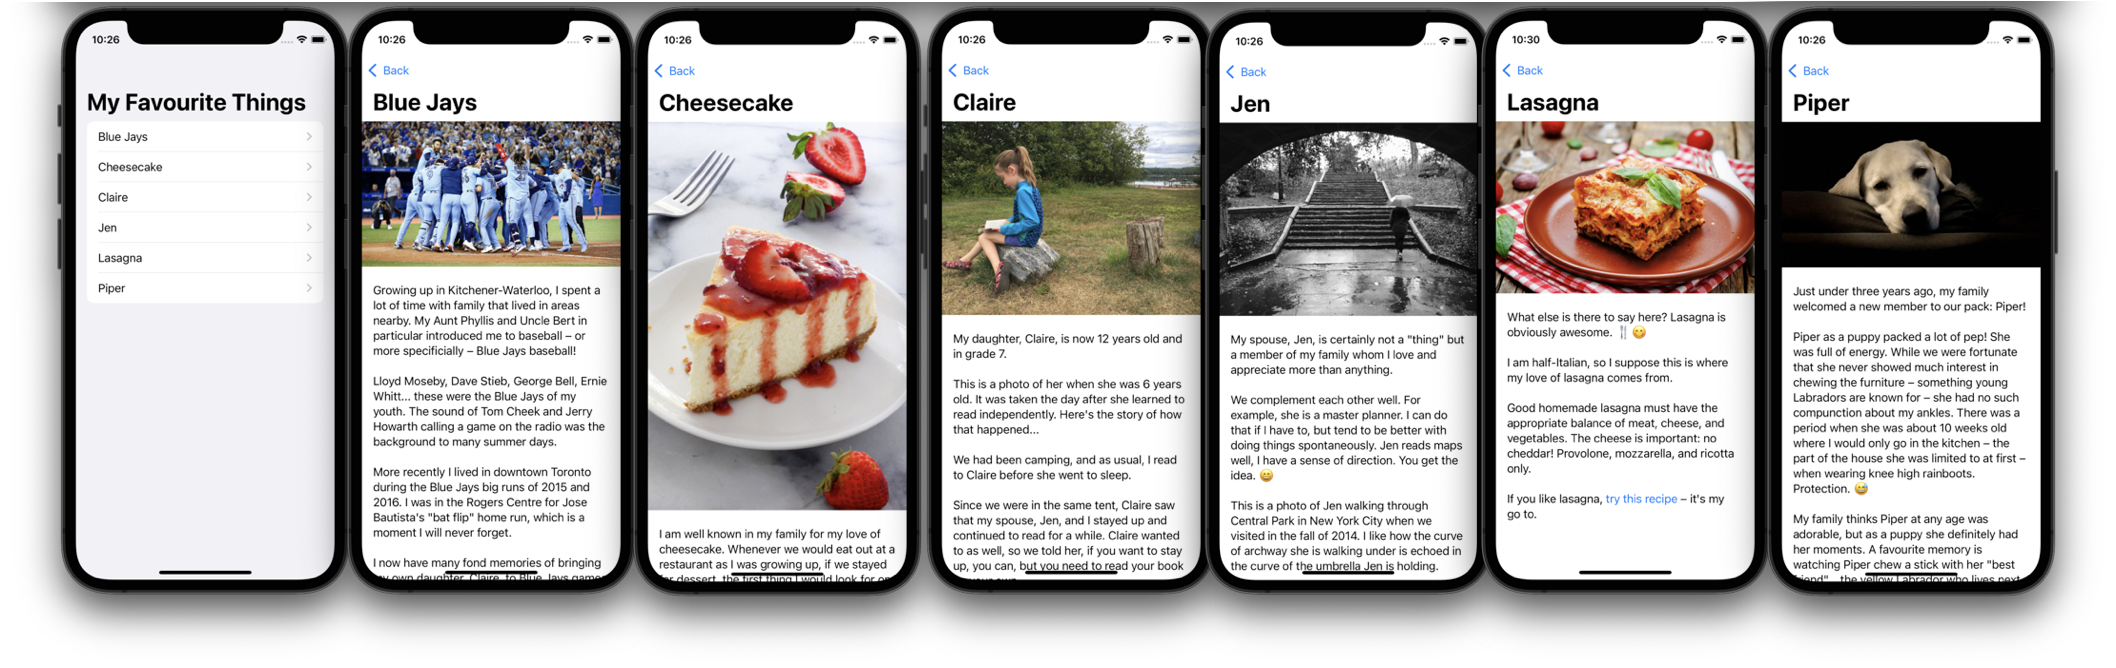 10:26
My Favourite Things
Blue Jays
Cheesecake
Claire
Jen
Lasagna
Piper
10:26
Back
Blue Jays
Growing up in Kitchener-Waterloo, I spent a
lot of time with family that lived in areas
nearby. My Aunt Phyllis and Uncle Bert in
particular introduced me to baseball – or
more specificially – Blue Jays baseball!
Lloyd Moseby, Dave Stieb, George Bell, Ernie
Whitt... these were the Blue Jays of my
youth. The sound of Tom Cheek and Jerry
Howarth calling a game on the radio was the
background to many summer days.
More recently I lived in downtown Toronto
during the Blue Jays big runs of 2015 and
2016. I was in the Rogers Centre for Jose
Bautista's "bat flip" home run, which is a
moment I will never forget.
I now have many fond memories of bringing
my own daughter, Claire, to Blue Jays games
10:26
Back
Cheesecake
I am well known in my family for my love of
cheesecake. Whenever we would eat out at a
restaurant as I was growing up, if we stayed
for dessert, the first thing I would look for on
10:26
Back
Claire
My daughter, Claire, is now 12 years old and
in grade 7.
This is a photo of her when she was 6 years
old. It was taken the day after she learned to
read independently. Here's the story of how
that happened...
We had been camping, and as usual, I read
to Claire before she went to sleep.
Since we were in the same tent, Claire saw
that my spouse, Jen, and I stayed up and
continued to read for a while. Claire wanted
to as well, so we told her, if you want to stay
up, you can, but you need to read your book
10:26
Back
Jen
My spouse, Jen, is certainly not a "thing" but
a member of my family whom I love and
appreciate more than anything.
We complement each other well. For
example, she is a master planner. I can do
that if I have to, but tend to be better with
doing things spontaneously. Jen reads maps
well, I have a sense of direction. You get the
idea. 😄
This is a photo of Jen walking through
Central Park in New York City when we
visited in the fall of 2014. I like how the curve
of archway she is walking under is echoed in
the curve of the umbrella Jen is holding.
10:30
Back
Lasagna
What else is there to say here? Lasagna is
obviously awesome. 🍴 😋
I am half-Italian, so I suppose this is where
my love of lasagna comes from.
Good homemade lasagna must have the
appropriate balance of meat, cheese, and
vegetables. The cheese is important: no
cheddar! Provolone, mozzarella, and ricotta
only.
If you like lasagna, try this recipe – it's my
go to.
10:26
Back
Piper
Just under three years ago, my family
welcomed a new member to our pack: Piper!
Piper as a puppy packed a lot of pep! She
was full of energy. While we were fortunate
that she never showed much interest in
chewing the furniture – something young
Labradors are known for – she had no such
compunction about my ankles. There was a
period when she was about 10 weeks old
where I would only go in the kitchen – the
part of the house she was limited to at first –
when wearing knee high rainboots.
Protection. 😅
My family thinks Piper at any age was
adorable, but as a puppy she definitely had
her moments. A favourite memory is
watching Piper chew a stick with her "best
friend" – the yellow Labrador who lives next